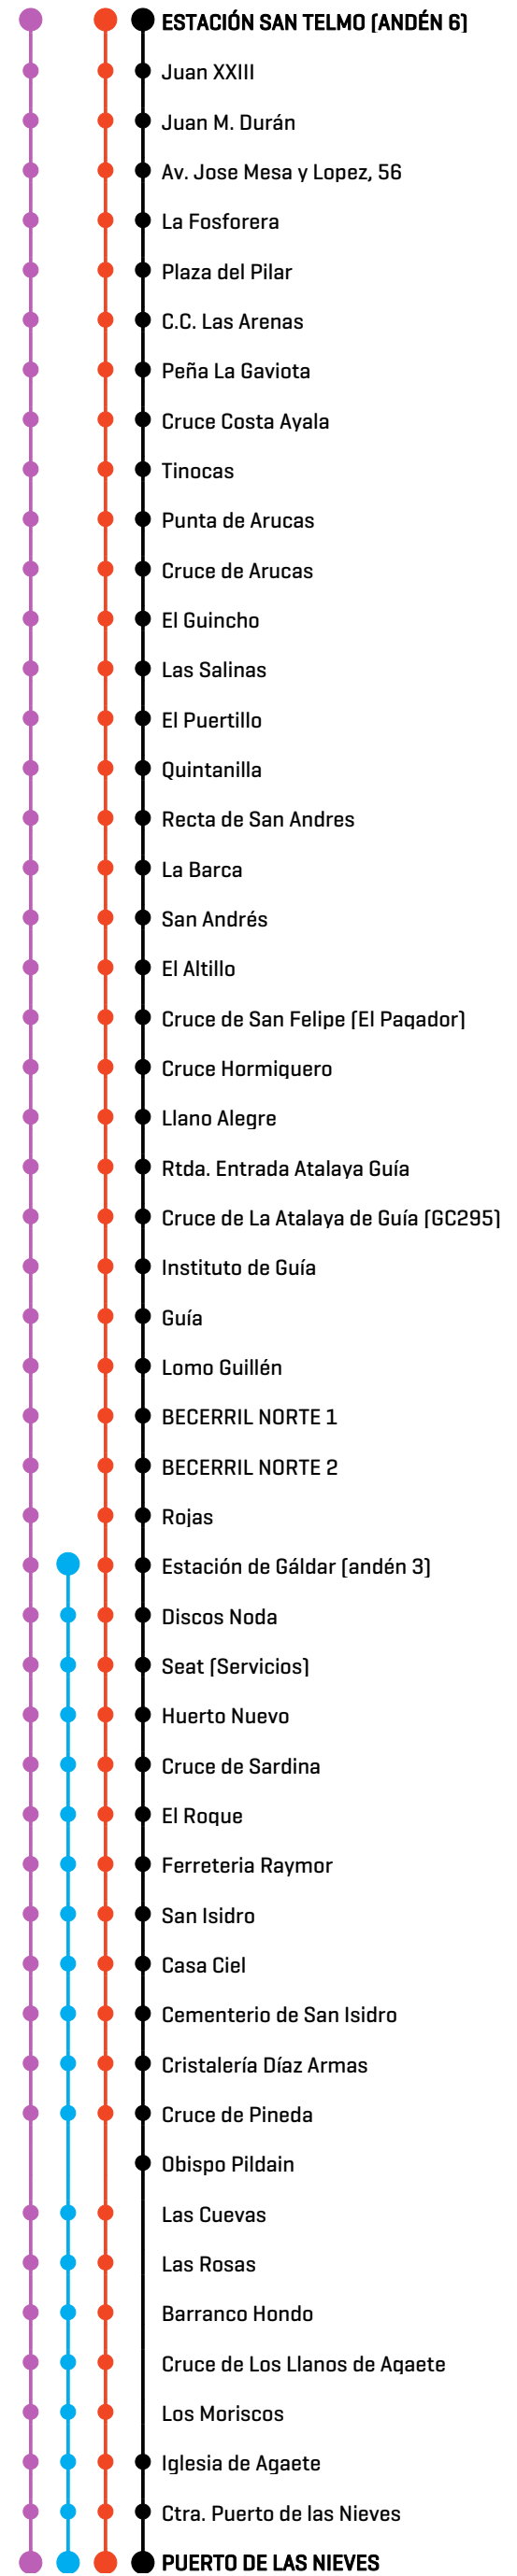 ESTACIÓN SAN TELMO (ANDÉN 6)
Juan XXIII
Juan M. Durán
Av. Jose Mesa y Lopez, 56
La Fosforera
Plaza del Pilar
C.C. Las Arenas
Peña La Gaviota
Cruce Costa Ayala
Tinocas
Punta de Arucas
Cruce de Arucas
El Guincho
Las Salinas
El Puertillo
Quintanilla
Recta de San Andres
La Barca
San Andrés
El Altillo
Cruce de San Felipe (El Pagador)
Cruce Hormiguero
Llano Alegre
Rtda. Entrada Atalaya Guía
Cruce de La Atalaya de Guía (GC295)
Instituto de Guía
Guía
Lomo Guillén
BECERRIL NORTE 1
BECERRIL NORTE 2
Rojas
Estación de Gáldar (andén 3)
Discos Noda
Seat (Servicios)
Huerto Nuevo
Cruce de Sardina
El Roque
Ferreteria Raymor
San Isidro
Casa Ciel
Cementerio de San Isidro
Cristalería Díaz Armas
Cruce de Pineda
Obispo Pildain
Las Cuevas
Las Rosas
Barranco Hondo
Cruce de Los Llanos de Agaete
Los Moriscos
Iglesia de Agaete
Ctra. Puerto de las Nieves
PUERTO DE LAS NIEVES